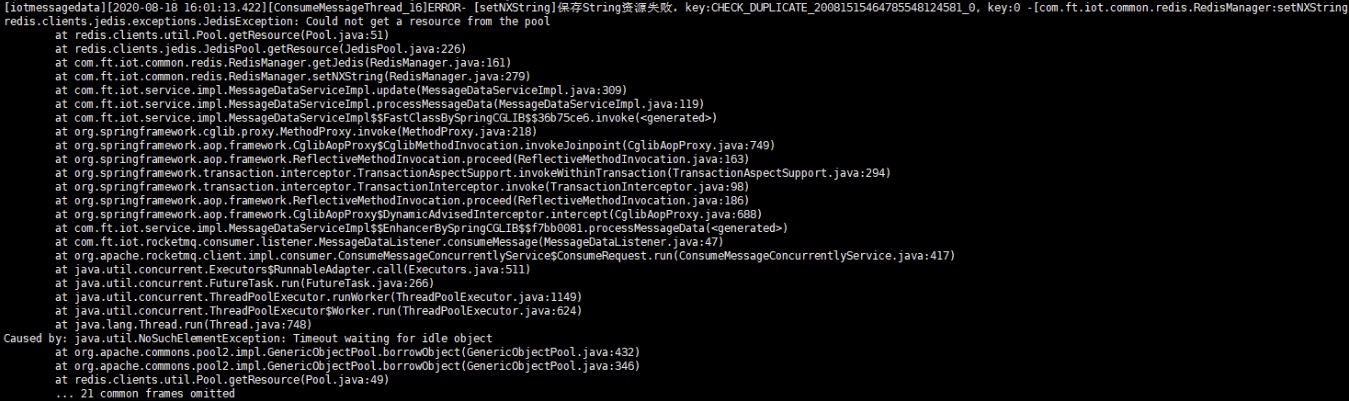 [iotmessagedata][2020-08-18 16:01:13.422][ConsumeMessageThread_16]ERROR- [setNXString]保存String资源失败, key:CHECK_DUPLICATE_20081515464785548124581_0, key:0 -[com.ft.iot.common.redis.RedisManager:setNXString
redis.clients.jedis.exceptions.JedisException: Could not get a resource from the pool
at redis.clients.util.Pool.getResource(Pool.java:51)
at redis.clients.jedis.JedisPool.getResource(JedisPool.java:226)
at com.ft.iot.common.redis.RedisManager.getJedis(RedisManager.java:161)
at com.ft.iot.common.redis.RedisManager.setNXString(RedisManager.java:279)
at com.ft.iot.service.impl.MessageDataServiceImpl.update(MessageDataServiceImpl.java:309)
at com.ft.iot.service.impl.MessageDataServiceImpl.processMessageData(MessageDataServiceImpl.java:119)
at com.ft.iot.service.impl.MessageDataServiceImpl$$FastClassBySpringCGLIB$$36b75ce6.invoke(<generated>)
at org.springframework.cglib.proxy.MethodProxy.invoke(MethodProxy.java:218)
at org.springframework.aop.framework.CglibAopProxy$CglibMethodInvocation.invokeJoinpoint(CglibAopProxy.java:749)
at org.springframework.aop.framework.ReflectiveMethodInvocation.proceed(ReflectiveMethodInvocation.java:163)
at org.springframework.transaction.interceptor.TransactionAspectSupport.invokeWithinTransaction(TransactionAspectSupport.java:294)
at org.springframework.transaction.interceptor.TransactionInterceptor.invoke(TransactionInterceptor.java:98)
at org.springframework.aop.framework.ReflectiveMethodInvocation.proceed(ReflectiveMethodInvocation.java:186)
at org.springframework.aop.framework.CglibAopProxy$DynamicAdvisedInterceptor.intercept(CglibAopProxy.java:688)
at com.ft.iot.service.impl.MessageDataServiceImpl$$EnhancerBySpringCGLIB$$f7bb0081.processMessageData(<generated>)
at com.ft.iot.rocketmq.consumer.listener.MessageDataListener.consumeMessage(MessageDataListener.java:47)
at org.apache.rocketmq.client.impl.consumer.ConsumeMessageConcurrentlyService$ConsumeRequest.run(ConsumeMessageConcurrentlyService.java:417)
at java.util.concurrent.Executors$RunnableAdapter.call(Executors.java:511)
at java.util.concurrent.FutureTask.run(FutureTask.java:266)
at java.util.concurrent.ThreadPoolExecutor.runWorker(ThreadPoolExecutor.java:1149)
at java.util.concurrent.ThreadPoolExecutor$Worker.run(ThreadPoolExecutor.java:624)
at java.lang.Thread.run(Thread.java:748)
Caused by: java.util.NoSuchElementException: Timeout waiting for idle object
at org.apache.commons.pool2.impl.GenericObjectPool.borrowObject(GenericObjectPool.java:432)
at org.apache.commons.pool2.impl.GenericObjectPool.borrowObject(GenericObjectPool.java:346)
at redis.clients.util.Pool.getResource(Pool.java:49)
... 21 common frames omitted